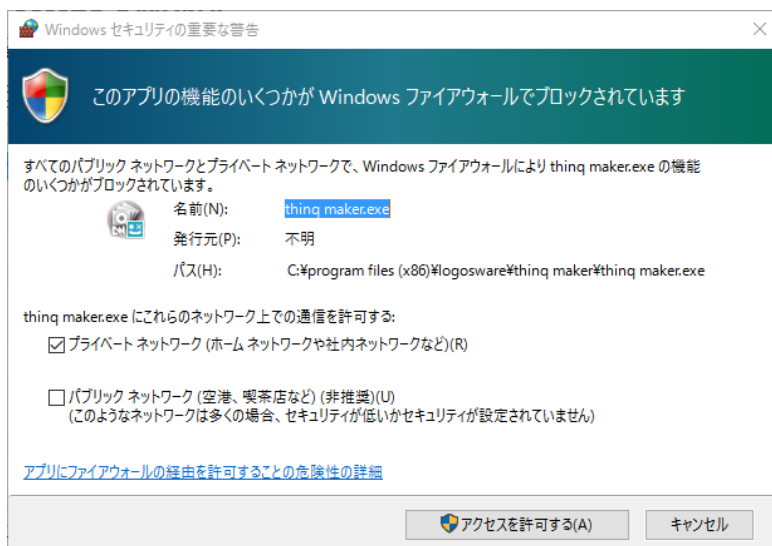 Windows セキュリティの重要な警告
このアプリの機能のいくつかが Windows ファイアウォールでブロックされています
すべてのパブリック ネットワークとプライベート ネットワークで、Windows ファイアウォールにより thinq maker.exe の機能
のいくつかがブロックされています。
名前(N): thinq maker.exe
発行元(P): 不明
パス(H): C:¥program files (x86)¥logosware¥thinq maker¥thinq maker.exe
thinq maker.exe にこれらのネットワーク上での通信を許可する:
プライベート ネットワーク (ホーム ネットワークや社内ネットワークなど)(R)
パブリック ネットワーク (空港、喫茶店など) (非推奨)(U)
(このようなネットワークは多くの場合、セキュリティが低いかセキュリティが設定されていません)
アプリにファイアウォールの経由を許可することの危険性の詳細
アクセスを許可する(A) キャンセル